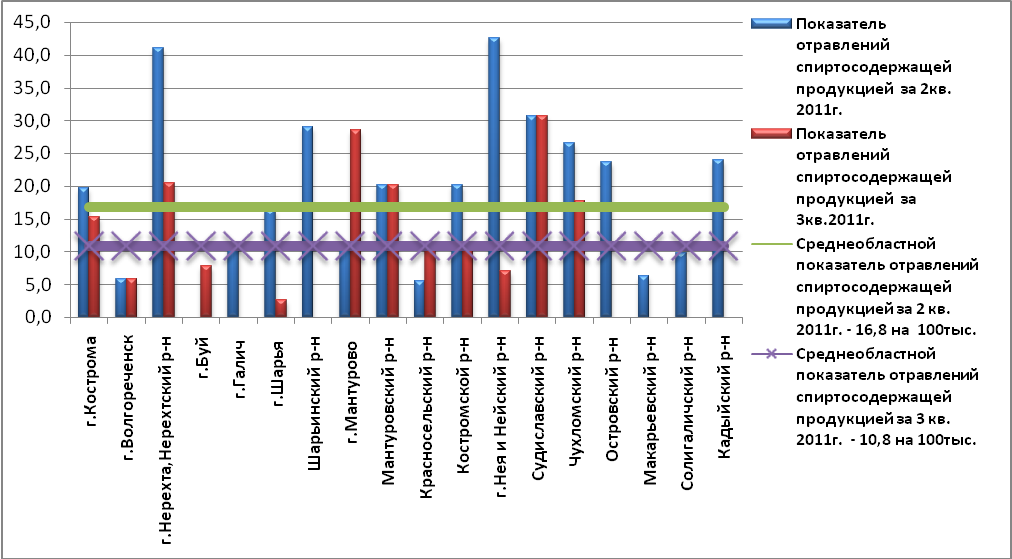 45,0
40,0
35,0
30,0
25,0
20,0
15,0
10,0
5,0
0,0
г.Кострома
г.Волгореченск
г.Нерехта,Нерехтский р-н
г.Буй
г.Галич
г.Шарья
Шарьинский р-н
г.Мантурово
Мантуровский р-н
Красносельский р-н
Костромской р-н
г.Нея и Нейский р-н
Судиславский р-н
Чухломский р-н
Островский р-н
Макарьевский р-н
Солигаличский р-н
Кадыйский р-н
Показатель
отравлений
спиртосодержащей
продукцией за 2кв.
2011г.
Показатель
отравлений
спиртосодержащей
продукцией за
3кв.2011г.
Среднеобластной
показатель отравлений
спиртосодержащей
продукцией за 2 кв.
2011г. - 16,8 на 100тыс.
Среднеобластной
показатель отравлений
спиртосодержащей
продукцией за 3 кв.
2011г. - 10,8 на 100тыс.